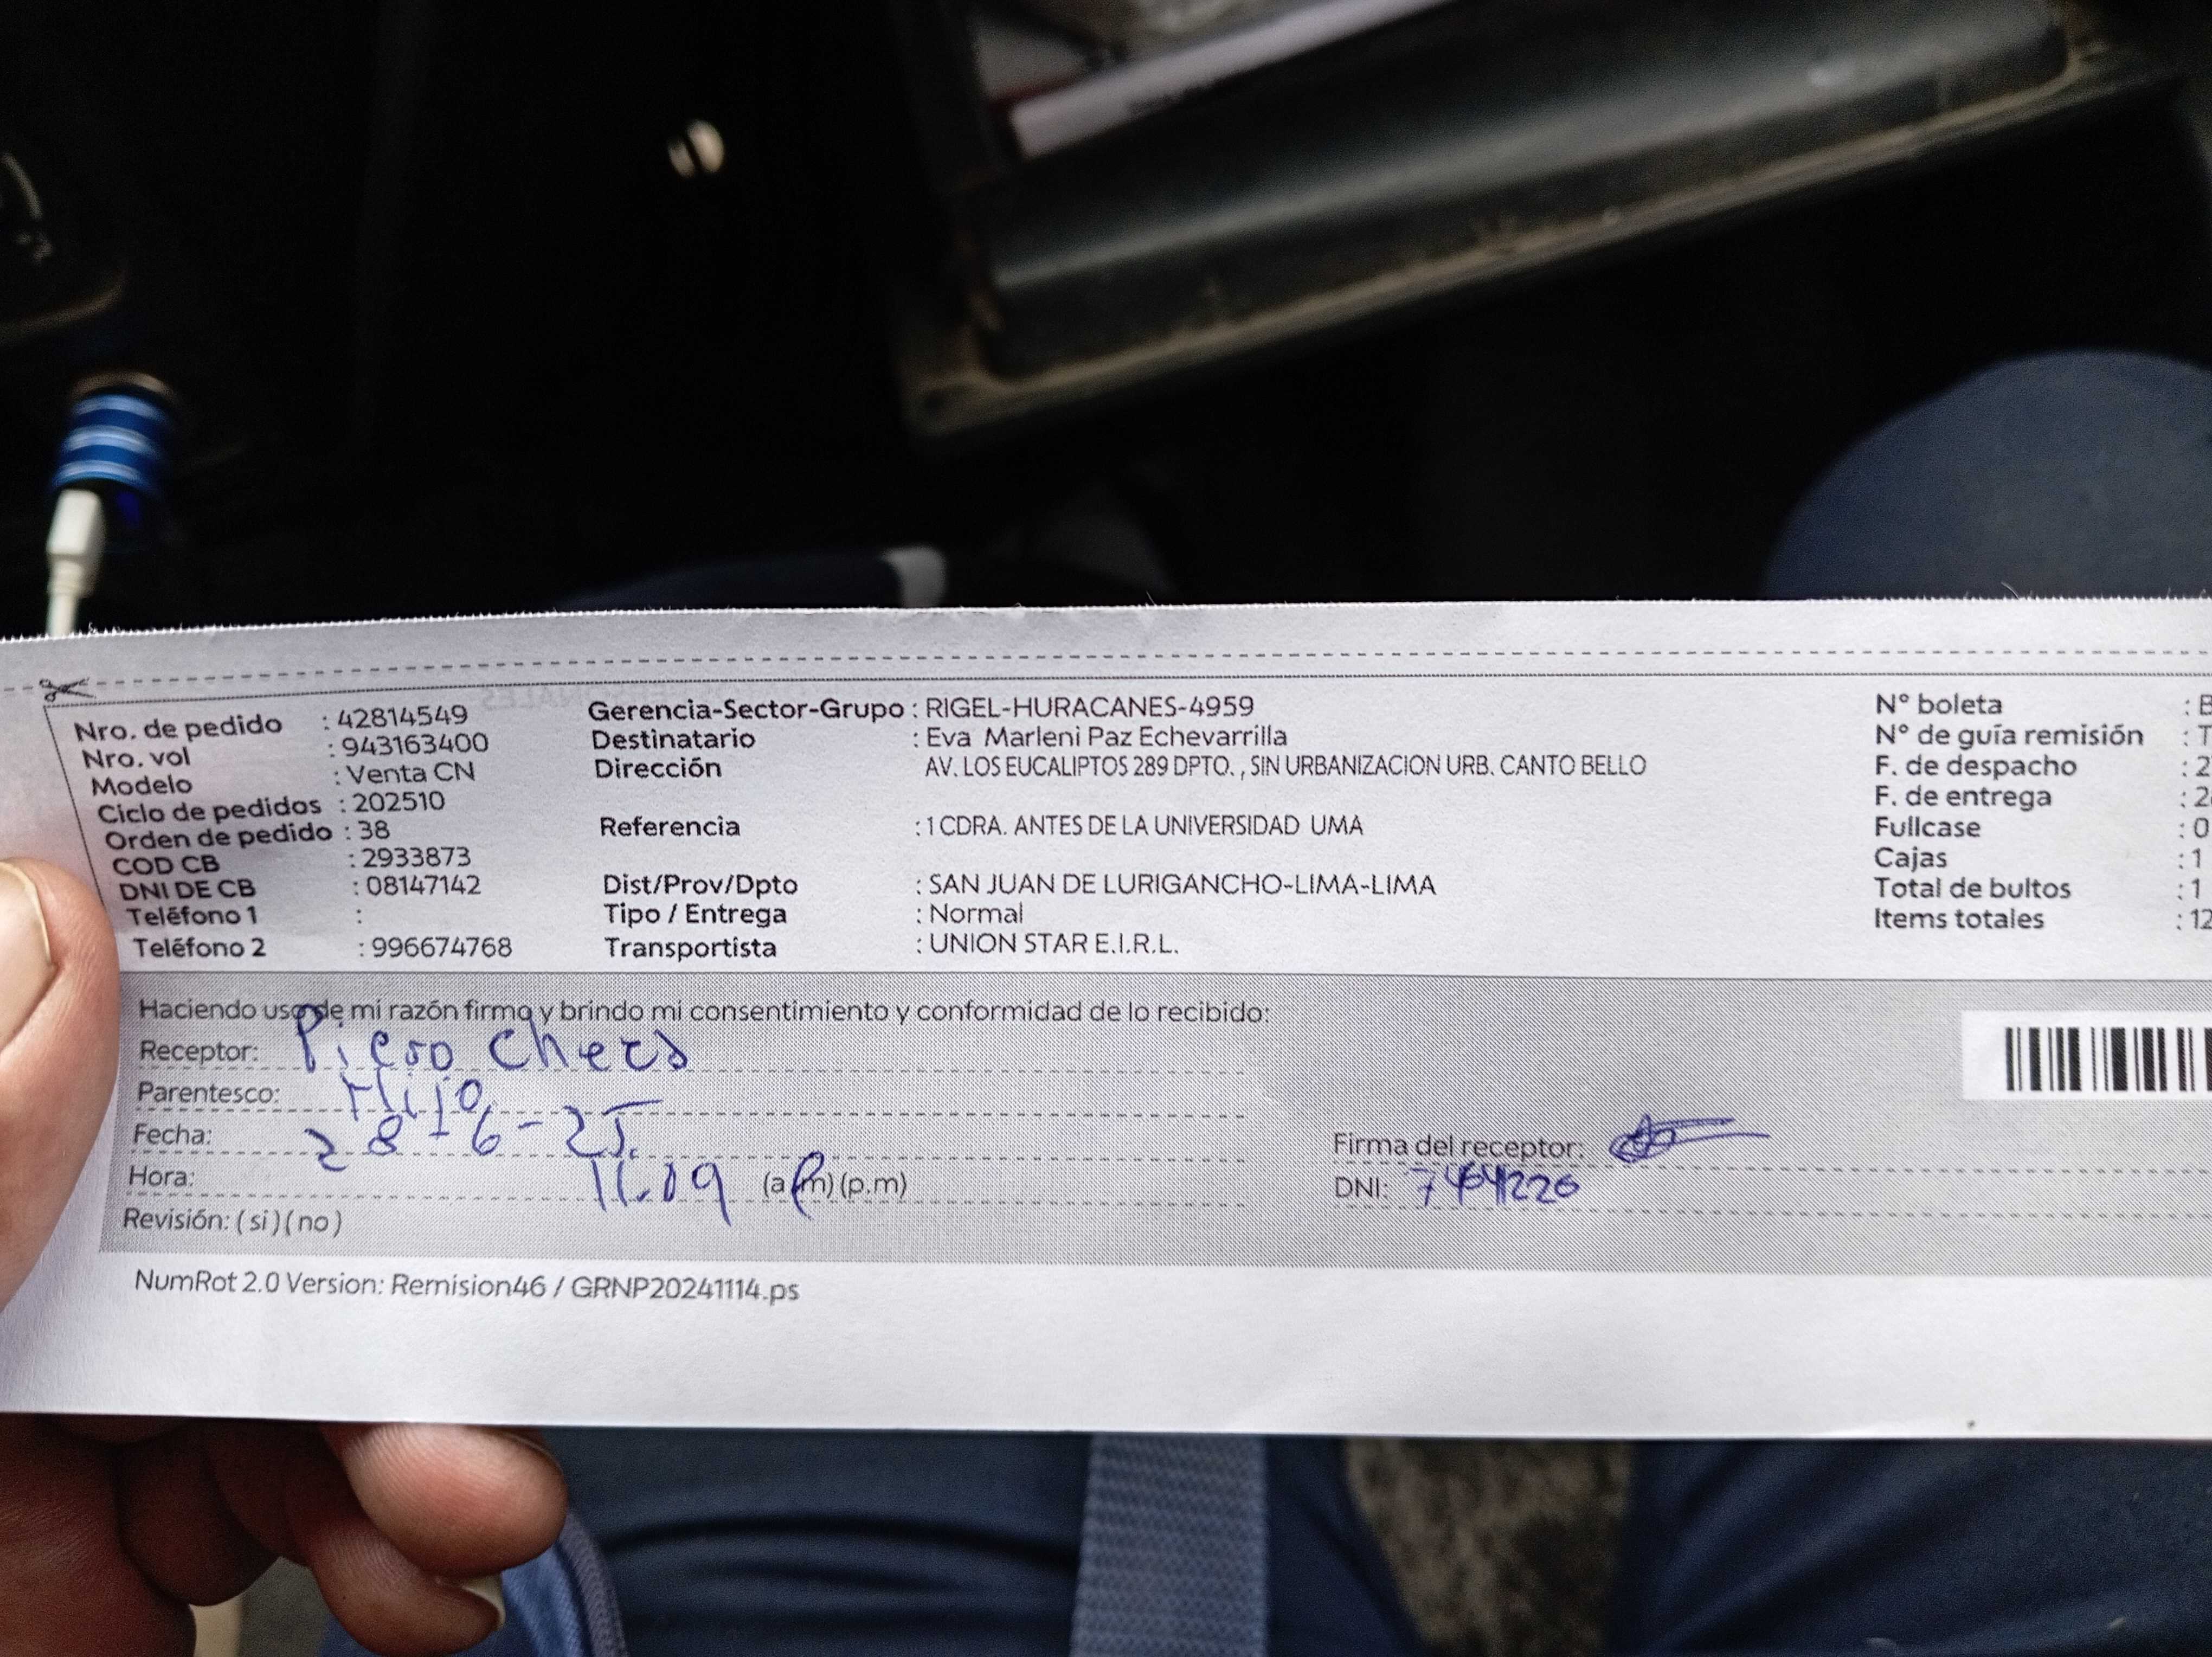 Nro. de pedido : 42814549
Nro. vol : 943163400
Modelo : Venta CN
Ciclo de pedidos : 202510
Orden de pedido : 38
COD CB : 2933873
DNI DE CB : 08147142
Teléfono 1 :
Teléfono 2 : 996674768
Gerencia-Sector-Grupo : RIGEL-HURACANES-4959
Destinatario : Eva Marleni Paz Echevarrilla
Dirección AV. LOS EUCALIPTOS 289 DPTO. , SIN URBANIZACION URB. CANTO BELLO
Referencia : 1 CDRA. ANTES DE LA UNIVERSIDAD UMA
Dist/Prov/Dpto : SAN JUAN DE LURIGANCHO-LIMA-LIMA
Tipo / Entrega : Normal
Transportista : UNION STAR E.I.R.L.
N° boleta : B
N° de guía remisión : T
F. de despacho : 2
F. de entrega : 2
Fullcase : 0
Cajas : 1
Total de bultos : 1
Items totales : 12
Haciendo uso de mi razón firmo y brindo mi consentimiento y conformidad de lo recibido:
Receptor: Piero
Parentesco: Hijo
Fecha: 28-6-25.
Hora: 11.09 (a.m) (p.m)
Revisión: ( si ) ( no )
Firma del receptor:
DNI:
NumRot 2.0 Version: Remision46 / GRNP20241114.ps